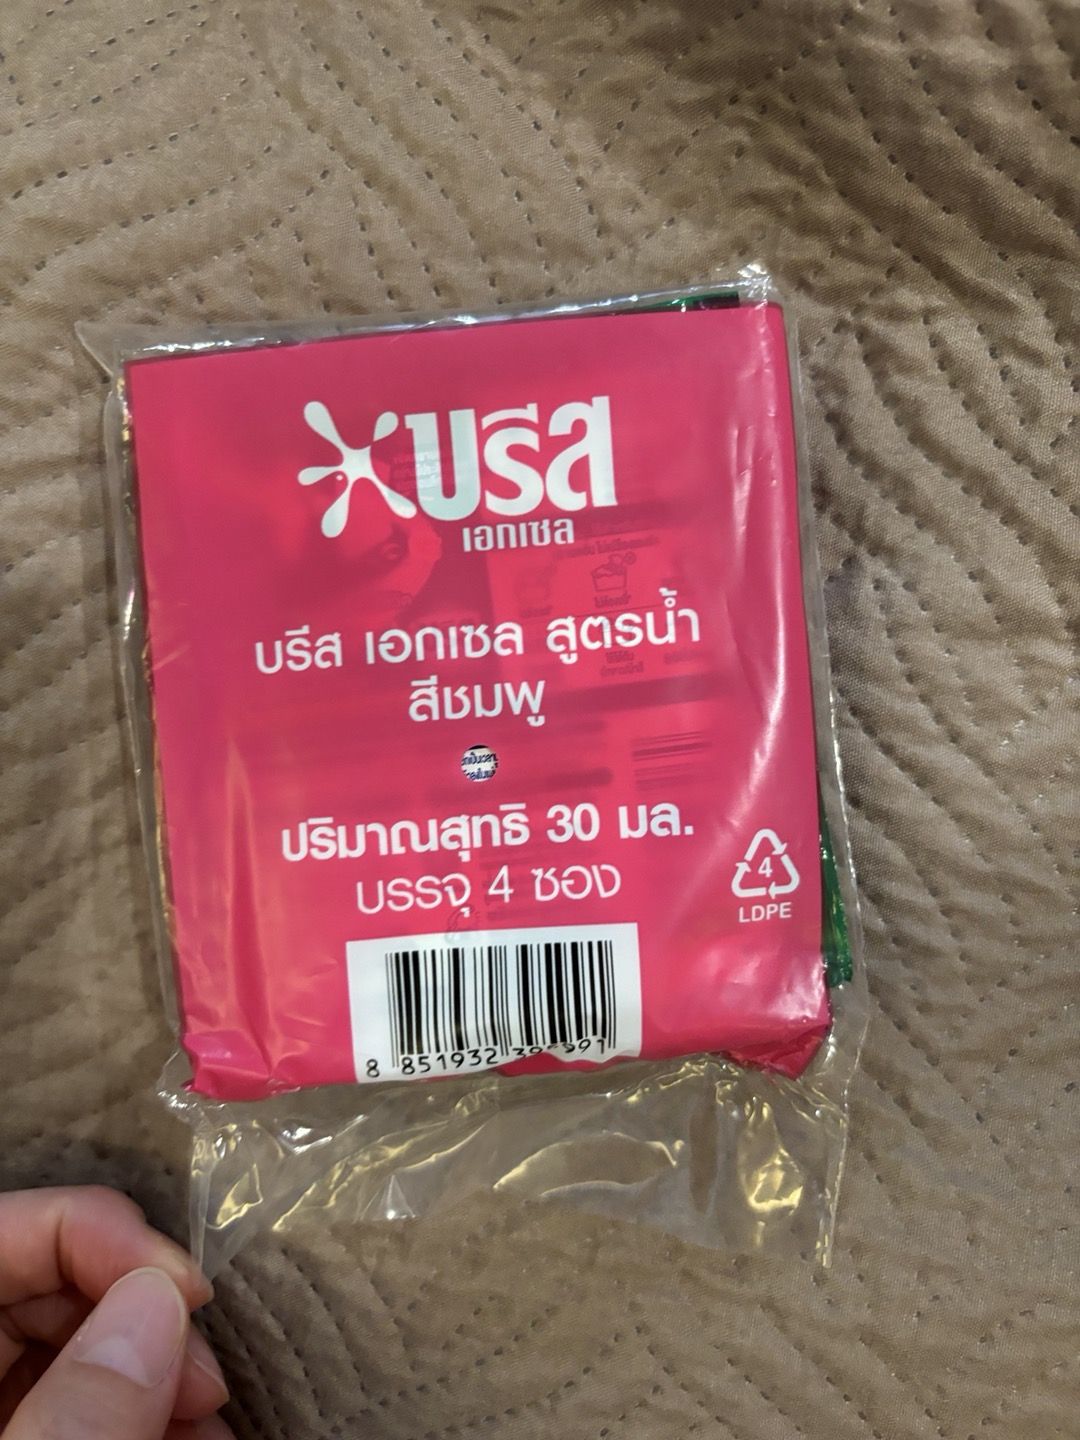 บรีส
เอกเซล
บรีส เอกเซล สูตรน้ำ
สีชมพู
ปริมาณสุทธิ 30 มล.
บรรจุ 4 ซอง
4
LDPE
8 851932